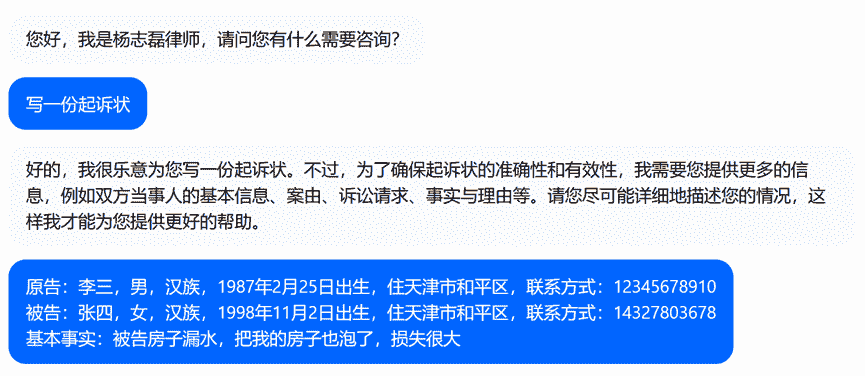 您好，我是杨志磊律师，请问您有什么需要咨询？
写一份起诉状
好的，我很乐意为您写一份起诉状。不过，为了确保起诉状的准确性和有效性，我需要您提供更多的信
息，例如双方当事人的基本信息、案由、诉讼请求、事实与理由等。请您尽可能详细地描述您的情况，这
样我才能为您提供更好的帮助。
原告：李三，男，汉族，1987年2月25日出生，住天津市和平区，联系方式：12345678910
被告：张四，女，汉族，1998年11月2日出生，住天津市和平区，联系方式：14327803678
基本事实：被告房子漏水，把我的房子也泡了，损失很大